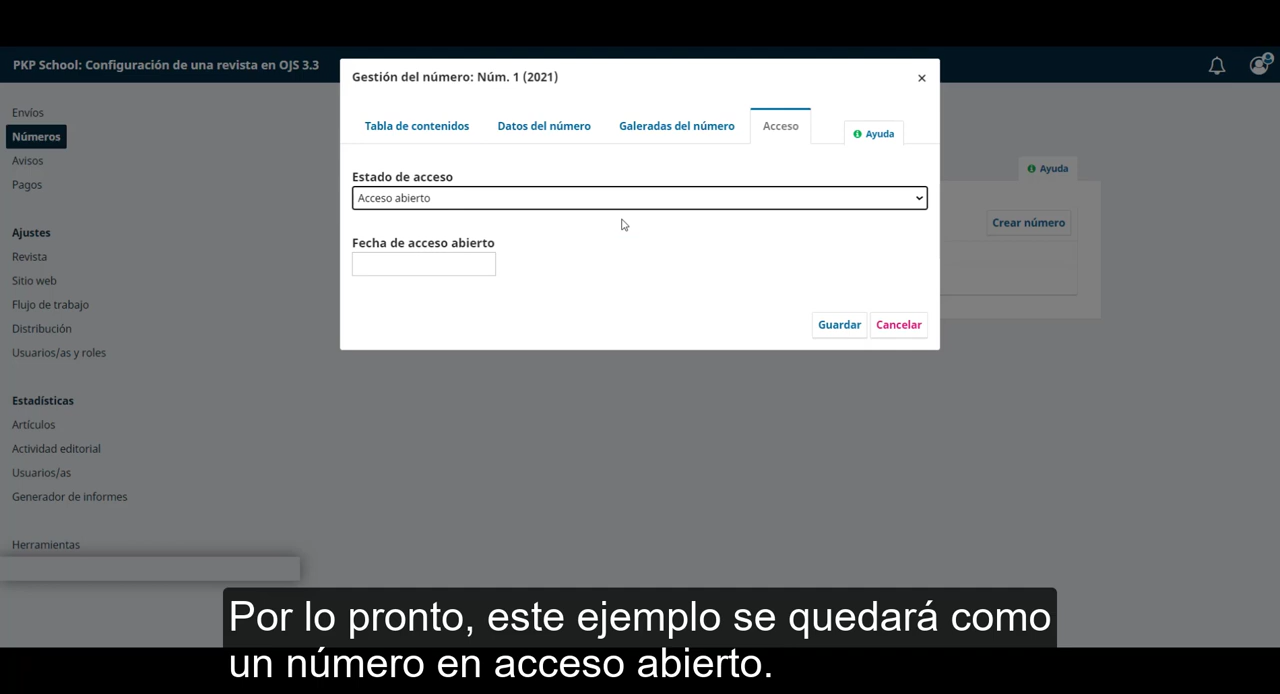 PKP School: Configuración de una revista en OJS 3.3
Gestión del número: Núm. 1 (2021)
×
Tabla de contenidos
Datos del número
Galeradas del número
Acceso
Ayuda
Estado de acceso
Acceso abierto
Fecha de acceso abierto
Guardar
Cancelar
Envíos
Números
Avisos
Pagos
Ajustes
Revista
Sitio web
Flujo de trabajo
Distribución
Usuarios/as y roles
Estadísticas
Artículos
Actividad editorial
Usuarios/as
Generador de informes
Herramientas
Ayuda
Crear número
Por lo pronto, este ejemplo se quedará como
un número en acceso abierto.